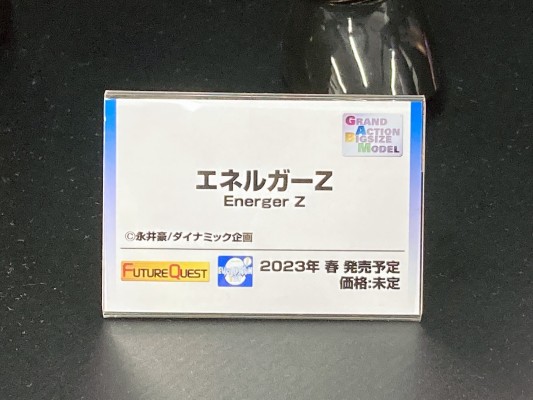 GRAND
ACTION
BIGSIZE
MODEL
エネルガーZ
Energer Z
©永井豪/ダイナミック企画
FUTURE QUEST
2023年 春 発売予定
価格:未定